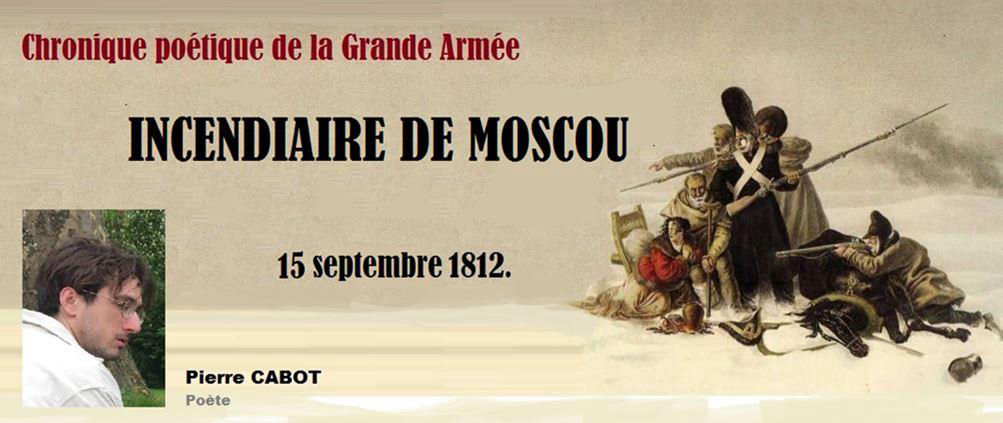 Chronique poétique de la Grande Armée
INCENDIAIRE DE MOSCOU
15 septembre 1812.
Pierre CABOT
Poète